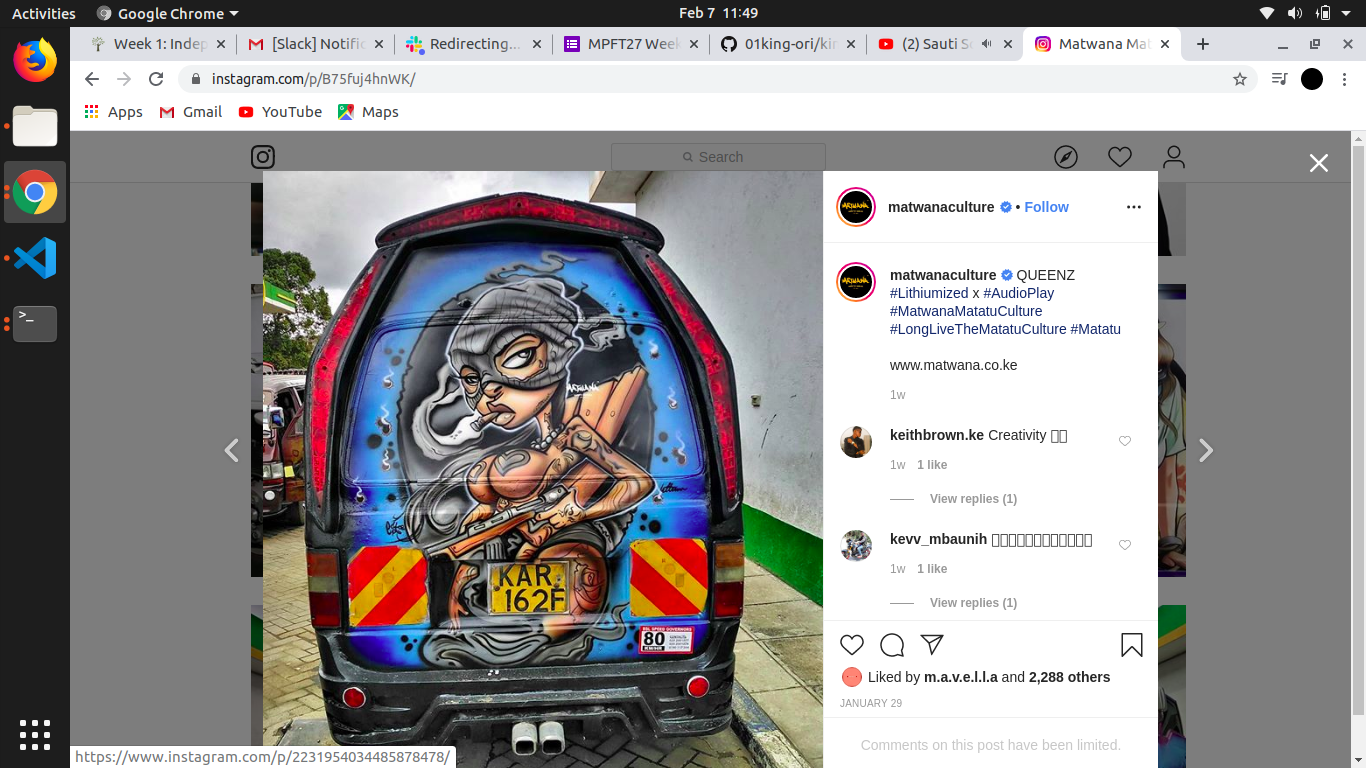 Activities
Google Chrome
Feb 7 11:49
Week 1: Indep
[Slack] Notific
Redirecting...
MPFT27 Week
01king-ori/kin
(2) Sauti S
Matwana Mat
instagram.com/p/B75fuj4hnWK/
Apps
Gmail
YouTube
Maps
Search
matwanaculture • Follow
matwanaculture QUEENZ
#Lithiumized x #AudioPlay
#MatwanaMatatuCulture
#LongLiveTheMatatuCulture #Matatu
www.matwana.co.ke
1w
keithbrown.ke Creativity
1w 1 like
View replies (1)
kevv_mbaunih
1w 1 like
View replies (1)
Liked by m.a.v.e.l.l.a and 2,288 others
JANUARY 29
Comments on this post have been limited.
MATWANA
KAR
162F
80
https://www.instagram.com/p/2231954034485878478/